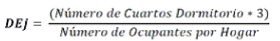 DEj = (Número de Cuartos Dormitorio * 3)
Número de Ocupantes por Hogar